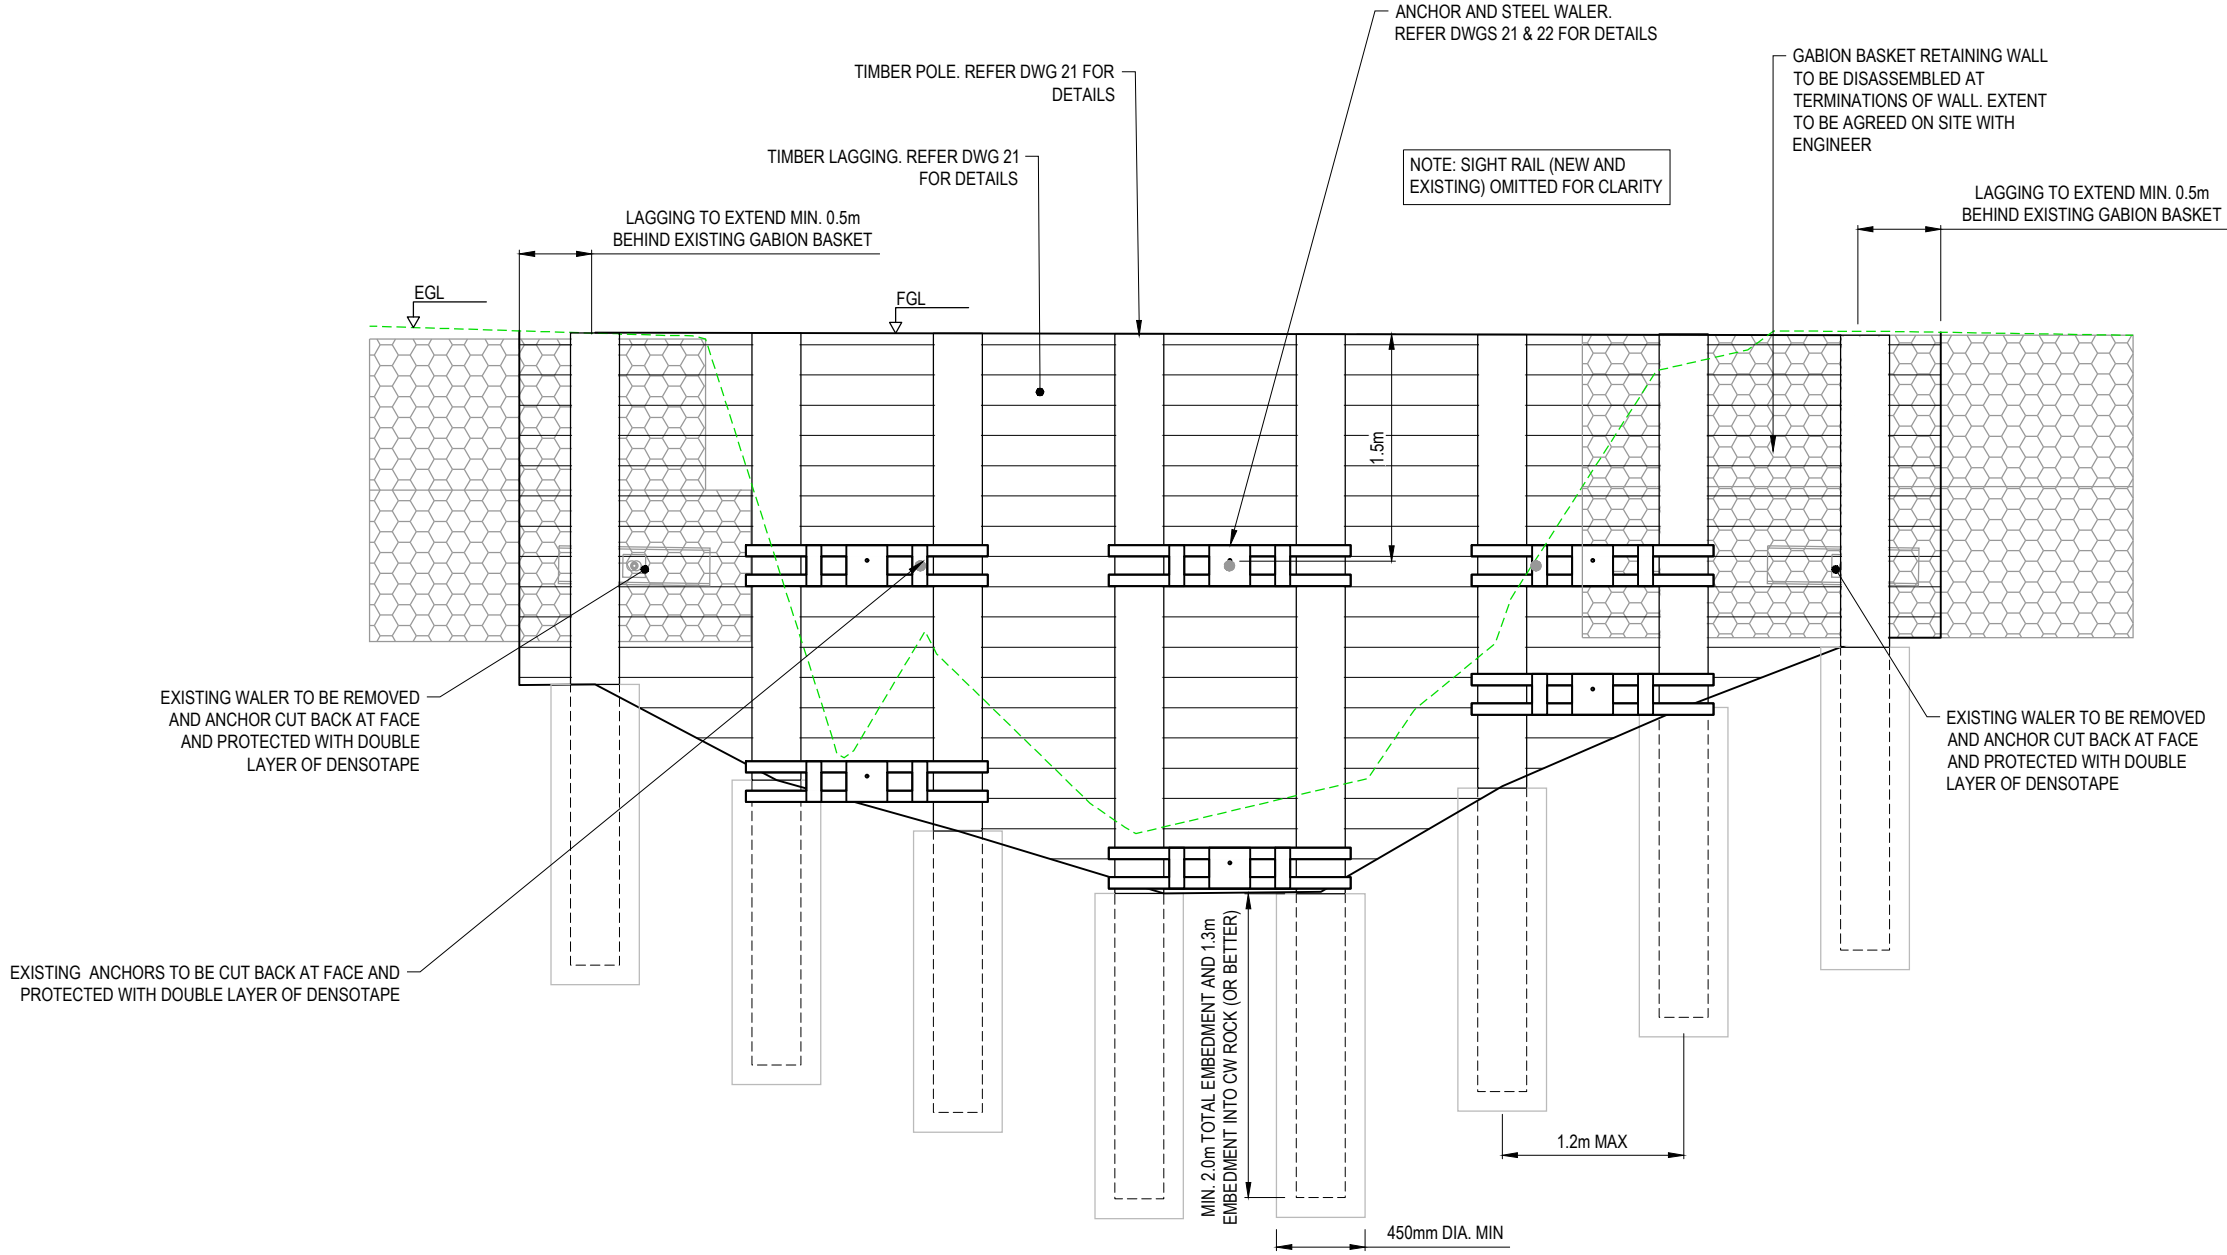 ANCHOR AND STEEL WALER.
REFER DWGS 21 & 22 FOR DETAILS
TIMBER POLE. REFER DWG 21 FOR
DETAILS
GABION BASKET RETAINING WALL
TO BE DISASSEMBLED AT
TERMINATIONS OF WALL. EXTENT
TO BE AGREED ON SITE WITH
ENGINEER
TIMBER LAGGING. REFER DWG 21
FOR DETAILS
NOTE: SIGHT RAIL (NEW AND
EXISTING) OMITTED FOR CLARITY
LAGGING TO EXTEND MIN. 0.5m
BEHIND EXISTING GABION BASKET
LAGGING TO EXTEND MIN. 0.5m
BEHIND EXISTING GABION BASKET
EGL
FGL
1.5m
EXISTING WALER TO BE REMOVED
AND ANCHOR CUT BACK AT FACE
AND PROTECTED WITH DOUBLE
LAYER OF DENSOTAPE
EXISTING WALER TO BE REMOVED
AND ANCHOR CUT BACK AT FACE
AND PROTECTED WITH DOUBLE
LAYER OF DENSOTAPE
EXISTING ANCHORS TO BE CUT BACK AT FACE AND
PROTECTED WITH DOUBLE LAYER OF DENSOTAPE
MIN. 2.0m TOTAL EMBEDMENT AND 1.3m
EMBEDMENT INTO CW ROCK (OR BETTER)
1.2m MAX
450mm DIA. MIN